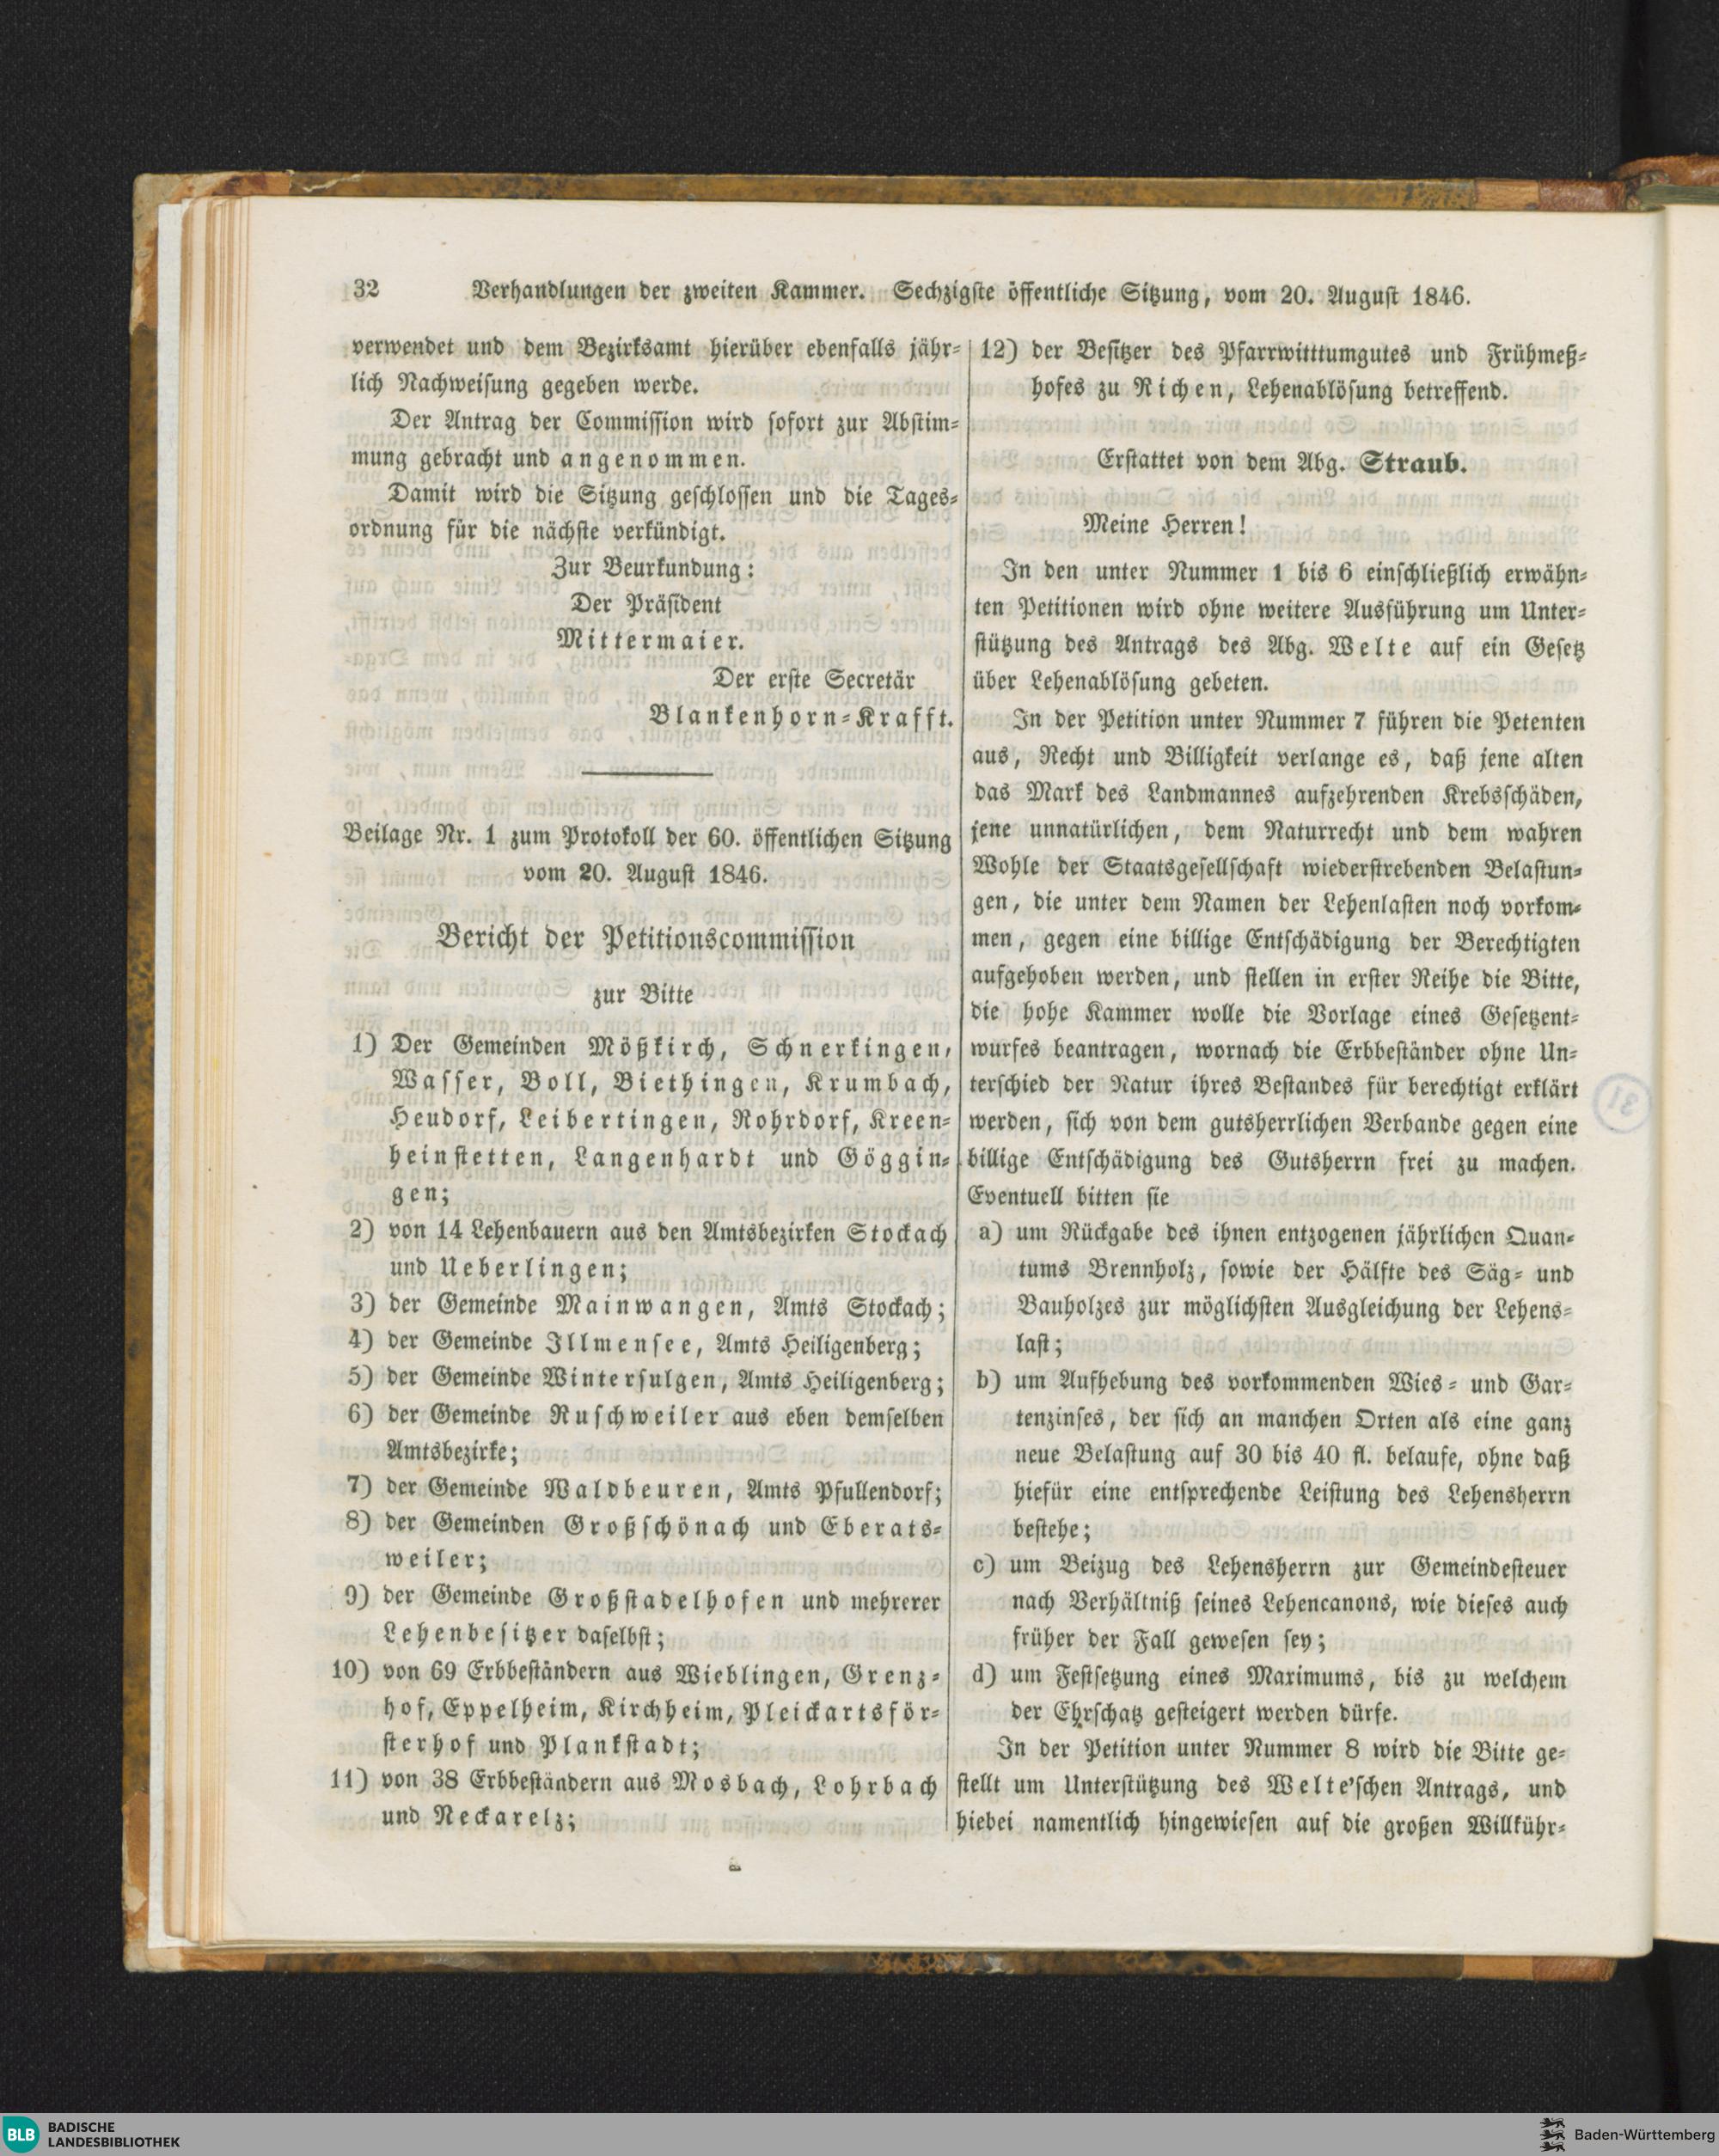 32 Verhandlungen der zweiten Kammer. Sechzigste öffentliche Sitzung, vom 20. August 1846.
verwendet und dem Bezirksamt hierüber ebenfalls jähr-
lich Nachweisung gegeben werde.
Der Antrag der Commission wird sofort zur Abstim-
mung gebracht und angenommen.
Damit wird die Sitzung geschlossen und die Tages-
ordnung für die nächste verkündigt.
Zur Beurkundung:
Der Präsident
Mittermaier.
Der erste Secretär
Blankenhorn-Krafft.
Beilage Nr. 1 zum Protokoll der 60. öffentlichen Sitzung
vom 20. August 1846.
Bericht der Petitionscommission
zur Bitte
1) Der Gemeinden Mößkirch, Schnerkingen,
Wasser, Boll, Biethingen, Krumbach,
Heudorf, Leibertingen, Rohrdorf, Kreen-
heinstetten, Langenhardt und Göggin-
gen;
2) von 14 Lehenbauern aus den Amtsbezirken Stockach
und Ueberlingen;
3) der Gemeinde Mainwangen, Amts Stockach;
4) der Gemeinde Illmensee, Amts Heiligenberg;
5) der Gemeinde Wintersulgen, Amts Heiligenberg;
6) der Gemeinde Ruschweiler aus eben demselben
Amtsbezirke;
7) der Gemeinde Waldbeuren, Amts Pfullendorf;
8) der Gemeinden Großschönach und Eberats-
weiler;
9) der Gemeinde Großstadelhofen und mehrerer
Lehenbesitzer daselbst;
10) von 69 Erbbeständern aus Wieblingen, Grenz-
hof, Eppelheim, Kirchheim, Pleickartsför-
sterhof und Plankstadt;
11) von 38 Erbbeständern aus Mosbach, Lohrbach
und Neckarelz;
12) der Besitzer des Pfarrwitttumgutes und Frühmeß-
hofes zu Richen, Lehenablösung betreffend.
Erstattet von dem Abg. Straub.
Meine Herren!
In den unter Nummer 1 bis 6 einschließlich erwähn-
ten Petitionen wird ohne weitere Ausführung um Unter-
stützung des Antrags des Abg. Welte auf ein Gesetz
über Lehenablösung gebeten.
In der Petition unter Nummer 7 führen die Petenten
aus, Recht und Billigkeit verlange es, daß jene alten
das Mark des Landmannes aufzehrenden Krebsschäden,
jene unnatürlichen, dem Naturrecht und dem wahren
Wohle der Staatsgesellschaft wiederstrebenden Belastun-
gen, die unter dem Namen der Lehenlasten noch vorkom-
men, gegen eine billige Entschädigung der Berechtigten
aufgehoben werden, und stellen in erster Reihe die Bitte,
die hohe Kammer wolle die Vorlage eines Gesetzent-
wurfes beantragen, wornach die Erbbeständer ohne Un-
terschied der Natur ihres Bestandes für berechtigt erklärt
werden, sich von dem gutsherrlichen Verbande gegen eine
billige Entschädigung des Gutsherrn frei zu machen.
Eventuell bitten sie
a) um Rückgabe des ihnen entzogenen jährlichen Quan-
tums Brennholz, sowie der Hälfte des Säg- und
Bauholzes zur möglichsten Ausgleichung der Lehens-
last;
b) um Aufhebung des vorkommenden Wies- und Gar-
tenzinses, der sich an manchen Orten als eine ganz
neue Belastung auf 30 bis 40 fl. belaufe, ohne daß
hiefür eine entsprechende Leistung des Lehensherrn
bestehe;
c) um Beizug des Lehensherrn zur Gemeindesteuer
nach Verhältniß seines Lehencanons, wie dieses auch
früher der Fall gewesen sey;
d) um Festsetzung eines Maximums, bis zu welchem
der Ehrschatz gesteigert werden dürfe.
In der Petition unter Nummer 8 wird die Bitte ge-
stellt um Unterstützung des Welte'schen Antrags, und
hiebei namentlich hingewiesen auf die großen Willkühr-
BLB BADISCHE
LANDESBIBLIOTHEK
Baden-Württemberg